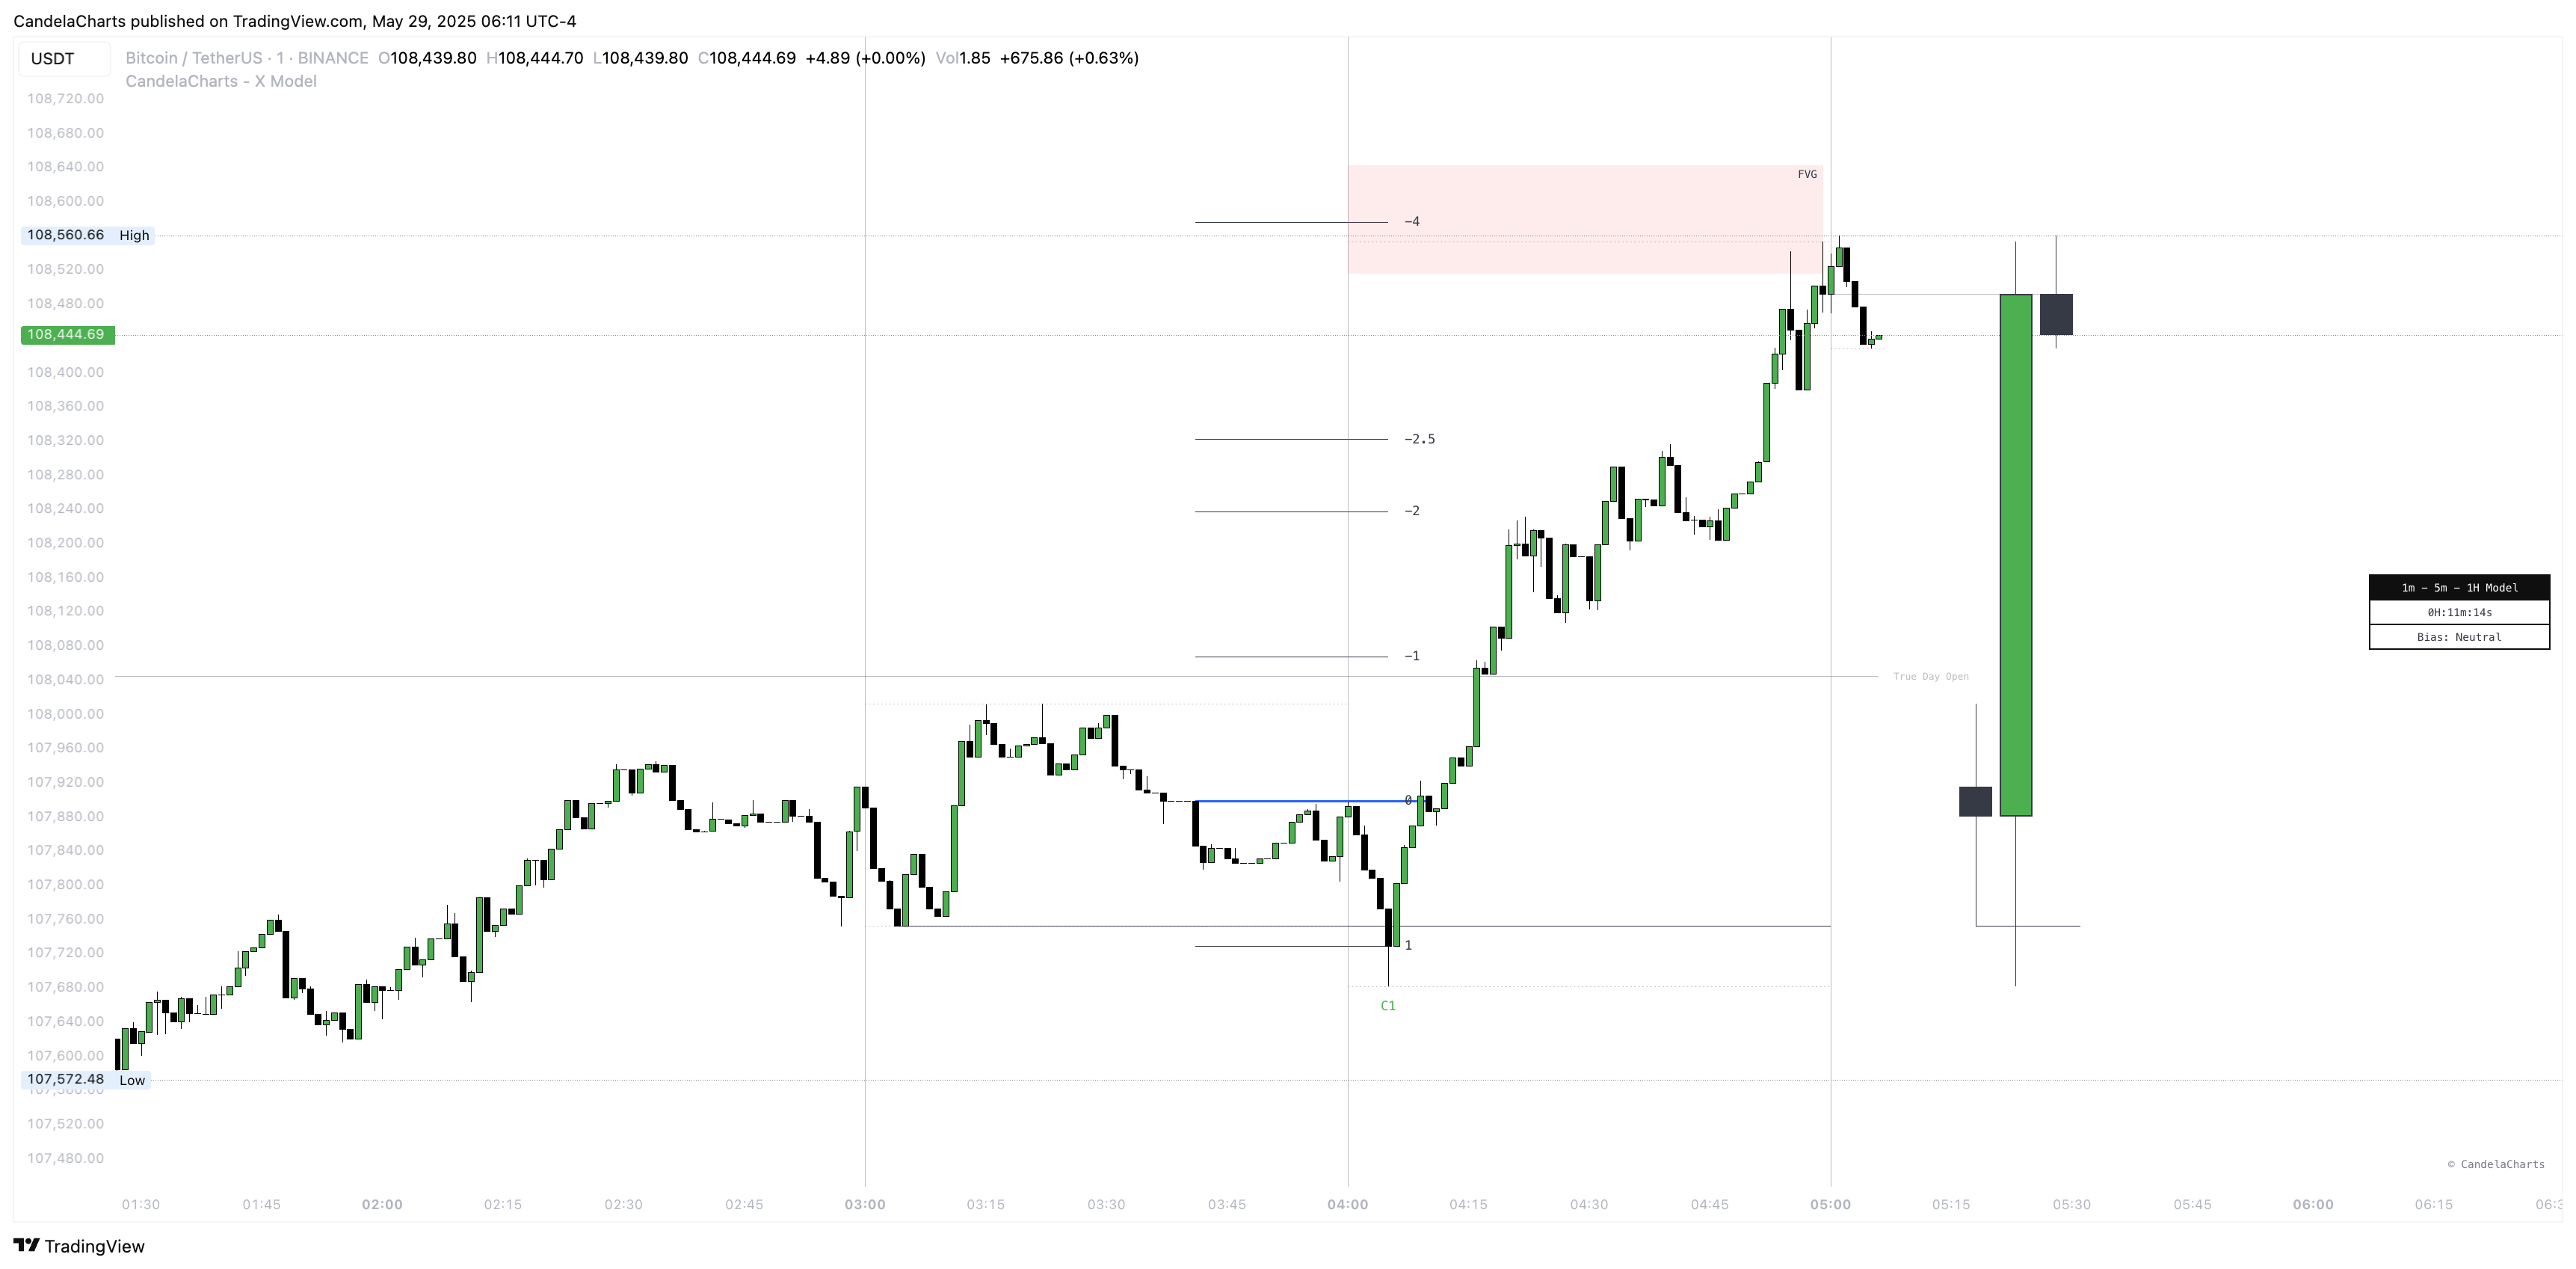 CandelaCharts published on TradingView.com, May 29, 2025 06:11 UTC-4
USDT
Bitcoin / TetherUS · 1 · BINANCE O108,439.80 H108,444.70 L108,439.80 C108,444.69 +4.89 (+0.00%) Vol1.85 +675.86 (+0.63%)
CandelaCharts - X Model
108,720.00
108,680.00
108,640.00
FVG
108,600.00
−4
108,560.66 High
108,520.00
108,480.00
108,444.69
108,400.00
108,360.00
108,320.00
−2.5
108,280.00
108,240.00
−2
108,200.00
108,160.00
1m − 5m − 1H Model
108,120.00
0H:11m:14s
Bias: Neutral
108,080.00
−1
108,040.00
True Day Open
108,000.00
107,960.00
107,920.00
0
107,880.00
107,840.00
107,800.00
107,760.00
107,720.00
1
107,680.00
C1
107,640.00
107,600.00
107,572.48 Low
107,520.00
107,480.00
© CandelaCharts
01:30 01:45 02:00 02:15 02:30 02:45 03:00 03:15 03:30 03:45 04:00 04:15 04:30 04:45 05:00 05:15 05:30 05:45 06:00 06:15
TradingView